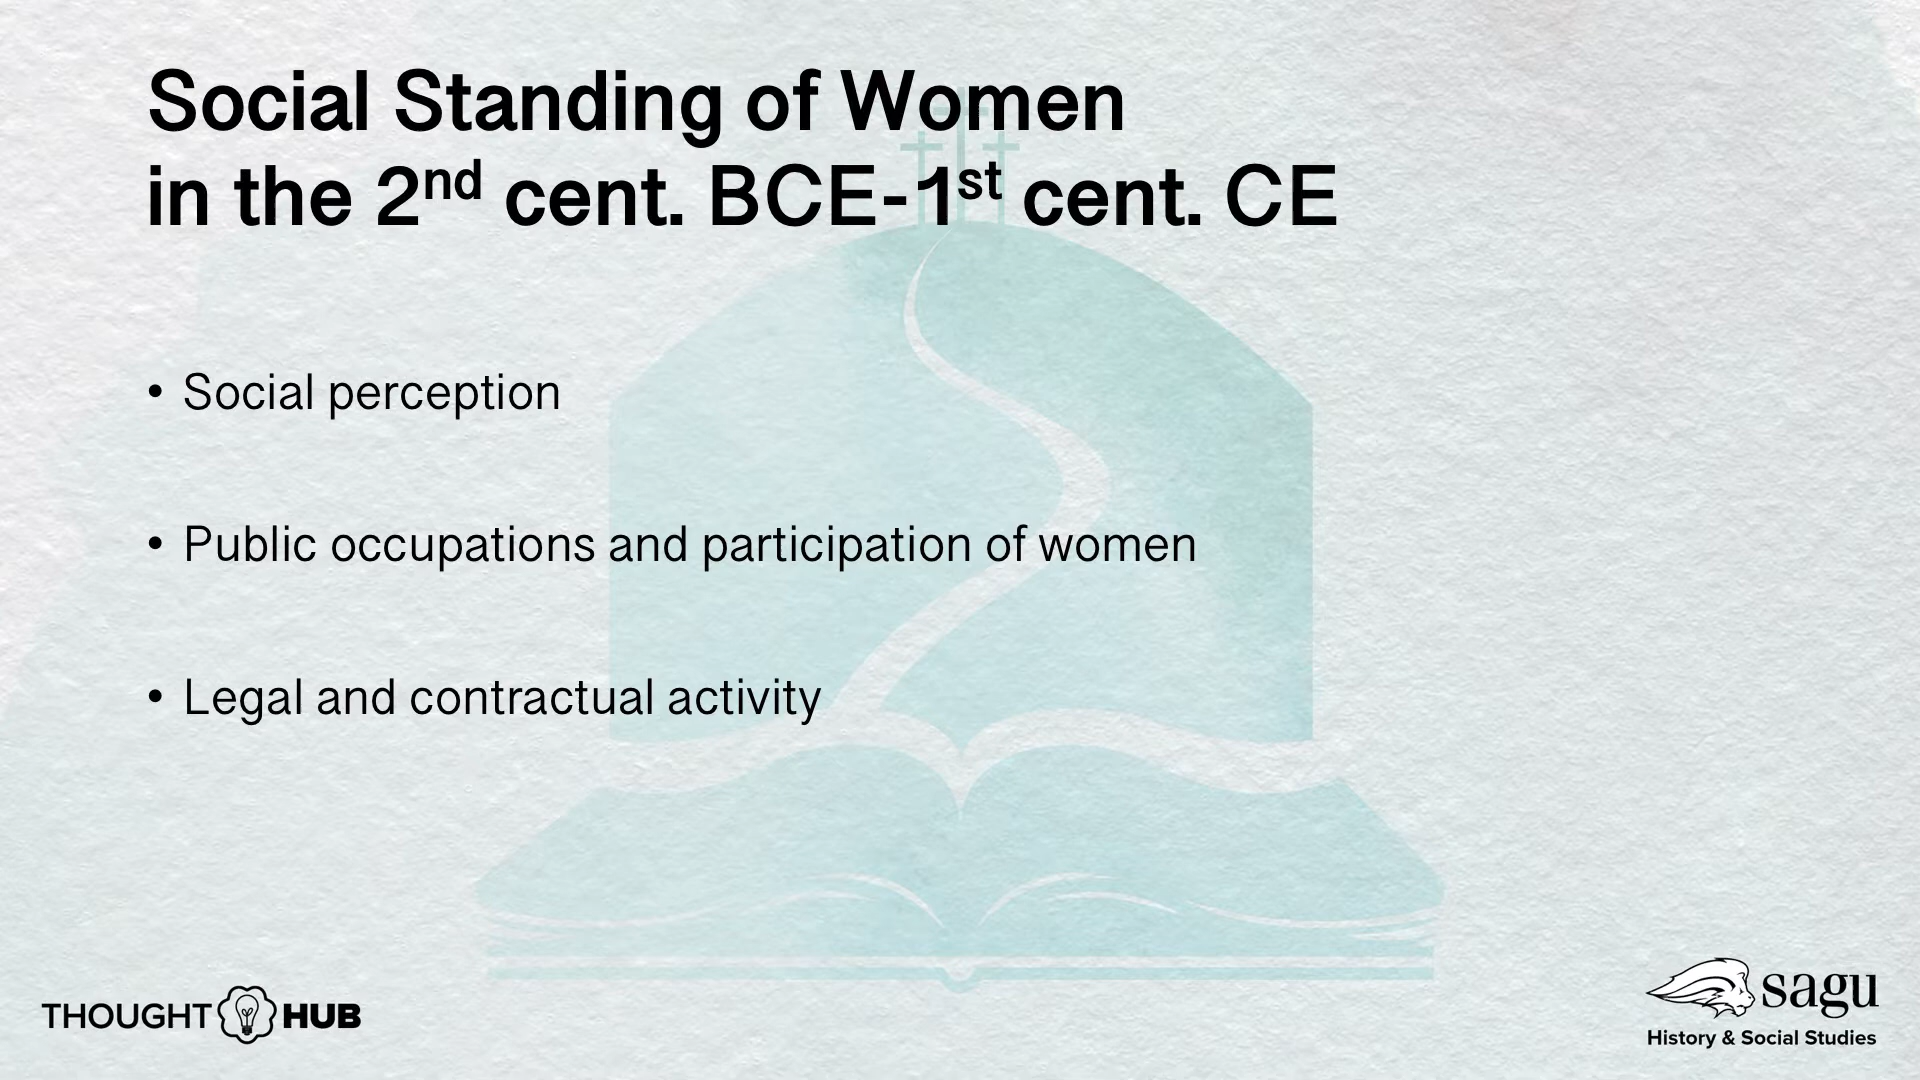 Social Standing of Women
in the 2nd cent. BCE-1st cent. CE
• Social perception
• Public occupations and participation of women
• Legal and contractual activity
THOUGHT HUB
sagu
History & Social Studies